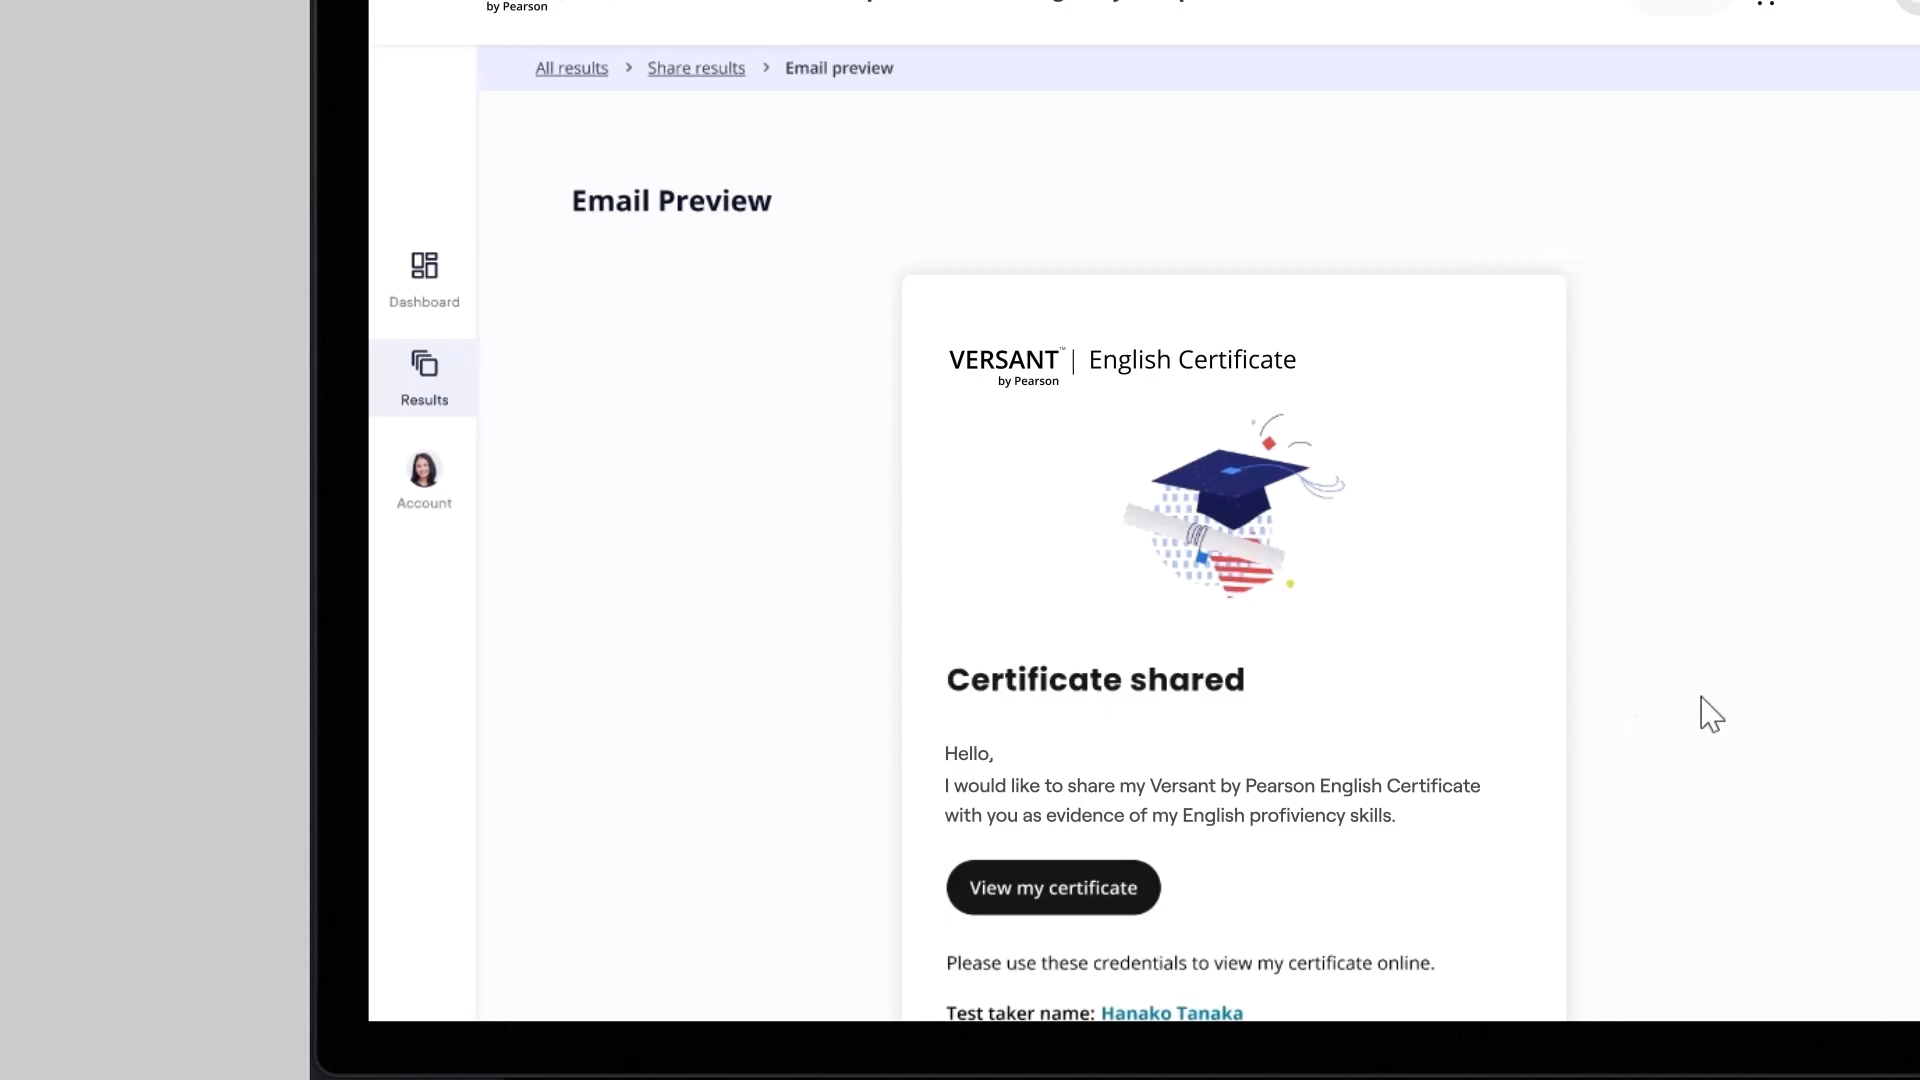 by Pearson
All results > Share results > Email preview
Email Preview
Dashboard
Results
Account
VERSANT™ | English Certificate
by Pearson
Certificate shared
Hello,
I would like to share my Versant by Pearson English Certificate
with you as evidence of my English profiviency skills.
View my certificate
Please use these credentials to view my certificate online.
Test taker name: Hanako Tanaka